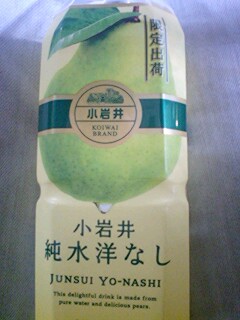 限定出荷
小岩井
KOIWAI
BRAND
小岩井
純水洋なし
JUNSUI YO-NASHI
This delightful drink is made from
pure water and delicious pears.